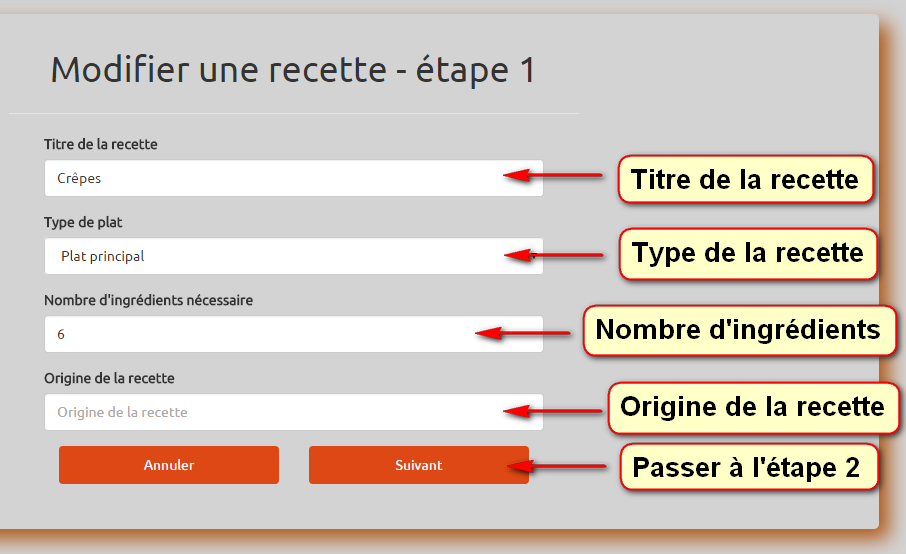 Modifier une recette - étape 1
Titre de la recette
Crêpes
Titre de la recette
Type de plat
Plat principal
Type de la recette
Nombre d'ingrédients nécessaire
6
Nombre d'ingrédients
Origine de la recette
Origine de la recette
Origine de la recette
Annuler
Suivant
Passer à l'étape 2